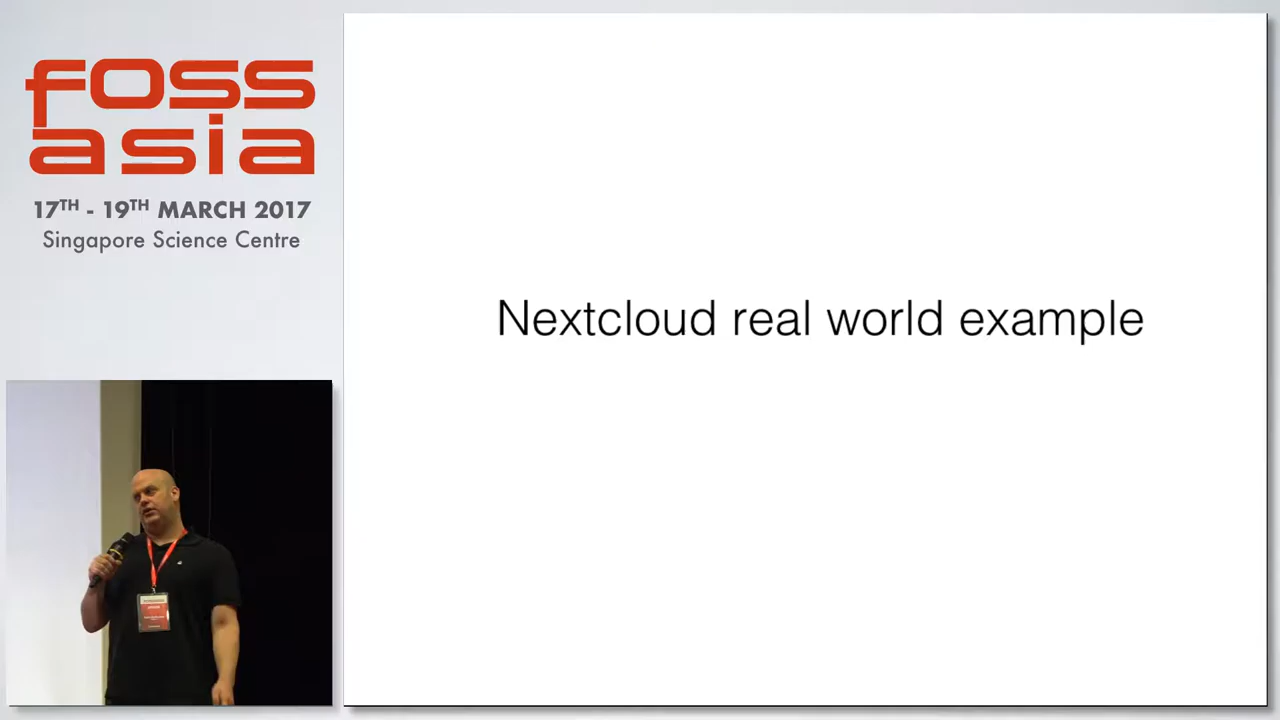 foss
asia
17TH - 19TH MARCH 2017
Singapore Science Centre
Nextcloud real world example